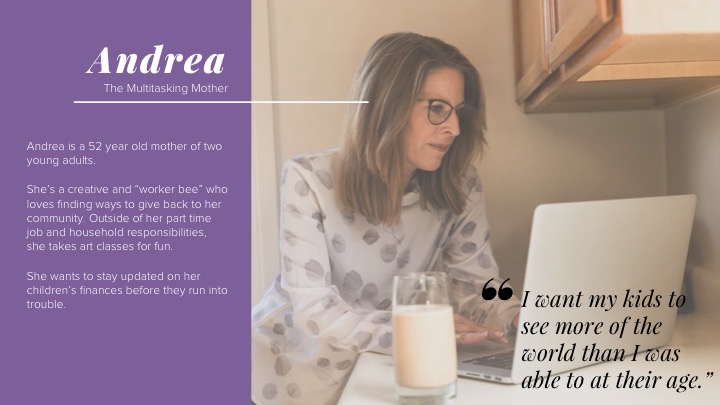 Andrea
The Multitasking Mother
Andrea is a 52 year old mother of two
young adults.
She's a creative and “worker bee” who
loves finding ways to give back to her
community. Outside of her part time
job and household responsibilities,
she takes art classes for fun.
She wants to stay updated on her
children's finances before they run into
trouble.
“I want my kids to
see more of the
world than I was
able to at their age.”